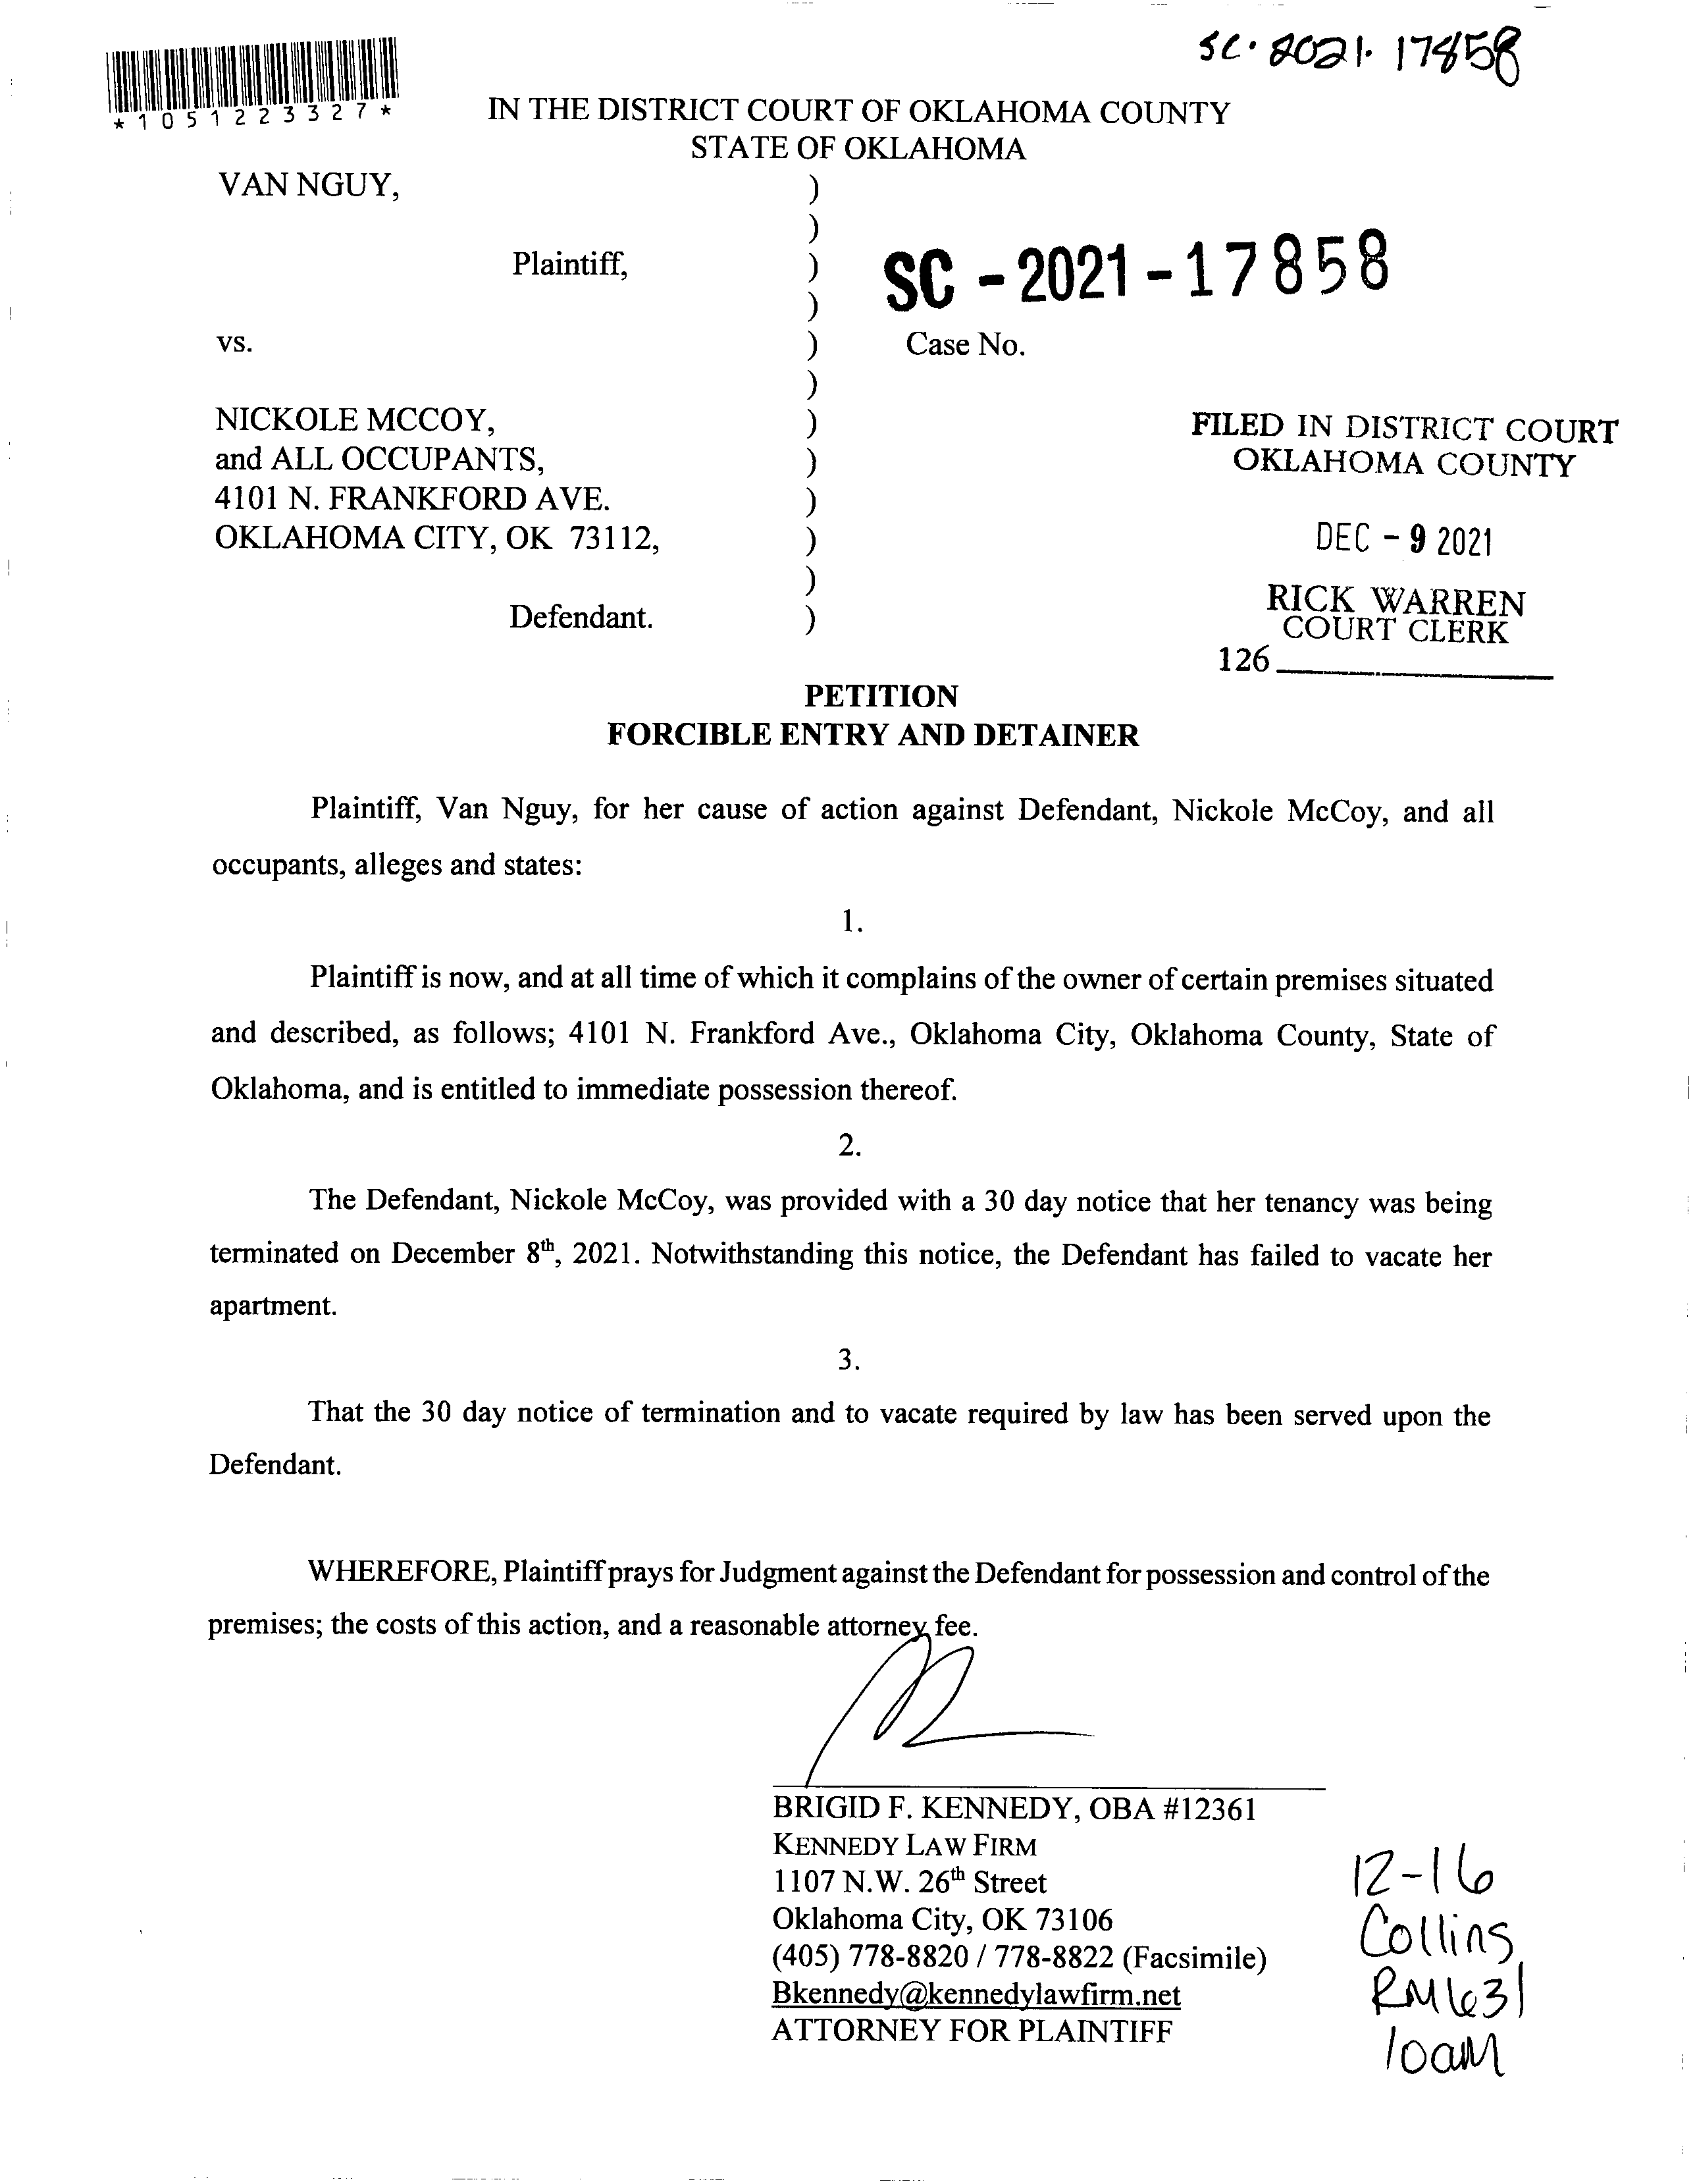 SC. 2021. 17858
*1051223327*
IN THE DISTRICT COURT OF OKLAHOMA COUNTY
STATE OF OKLAHOMA
VAN NGUY, )
)
Plaintiff, )
)
SC - 2021 - 17858
vs. ) Case No.
)
NICKOLE MCCOY, )
and ALL OCCUPANTS, )
4101 N. FRANKFORD AVE. )
OKLAHOMA CITY, OK 73112, )
)
Defendant. )
FILED IN DISTRICT COURT
OKLAHOMA COUNTY
DEC - 9 2021
RICK WARREN
COURT CLERK
126
PETITION
FORCIBLE ENTRY AND DETAINER
Plaintiff, Van Nguy, for her cause of action against Defendant, Nickole McCoy, and all
occupants, alleges and states:
1.
Plaintiff is now, and at all time of which it complains of the owner of certain premises situated
and described, as follows; 4101 N. Frankford Ave., Oklahoma City, Oklahoma County, State of
Oklahoma, and is entitled to immediate possession thereof.
2.
The Defendant, Nickole McCoy, was provided with a 30 day notice that her tenancy was being
terminated on December 8th, 2021. Notwithstanding this notice, the Defendant has failed to vacate her
apartment.
3.
That the 30 day notice of termination and to vacate required by law has been served upon the
Defendant.
WHEREFORE, Plaintiff prays for Judgment against the Defendant for possession and control of the
premises; the costs of this action, and a reasonable attorney fee.
BRIGID F. KENNEDY, OBA #12361
KENNEDY LAW FIRM
1107 N.W. 26th Street
Oklahoma City, OK 73106
(405) 778-8820 / 778-8822 (Facsimile)
Bkennedy@kennedylawfirm.net
ATTORNEY FOR PLAINTIFF
12-16
Collins
RM 631
10am